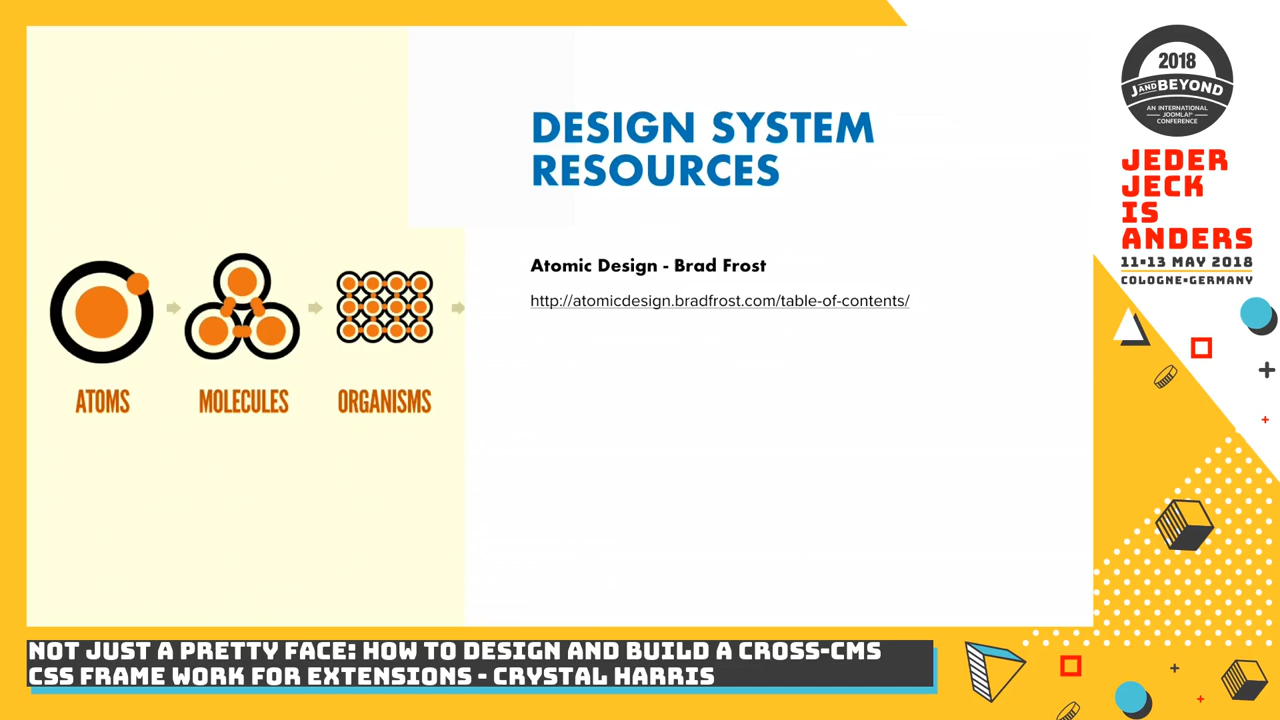 DESIGN SYSTEM
RESOURCES
Atomic Design - Brad Frost
http://atomicdesign.bradfrost.com/table-of-contents/
ATOMS
MOLECULES
ORGANISMS
2018
JANDBEYOND
AN INTERNATIONAL
JOOMLA!®
CONFERENCE
JEDER
JECK
IS
ANDERS
11-13 MAY 2018
COLOGNE-GERMANY
NOT JUST A PRETTY FACE: HOW TO DESIGN AND BUILD A CROSS-CMS
CSS FRAME WORK FOR EXTENSIONS - CRYSTAL HARRIS